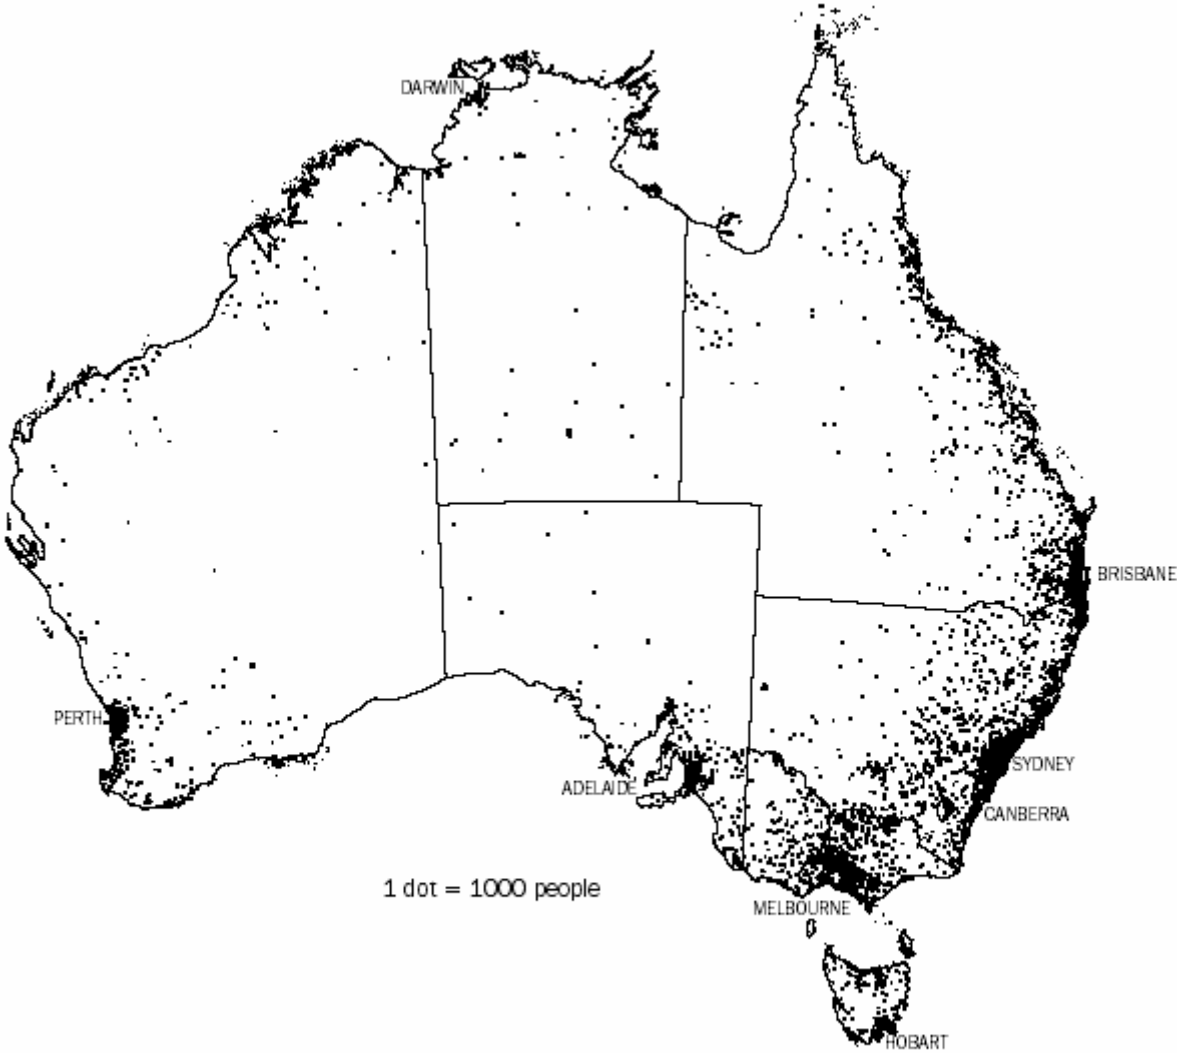 DARWIN
BRISBANE
PERTH
SYDNEY
ADELAIDE
CANBERRA
1 dot = 1000 people
MELBOURNE
HOBART